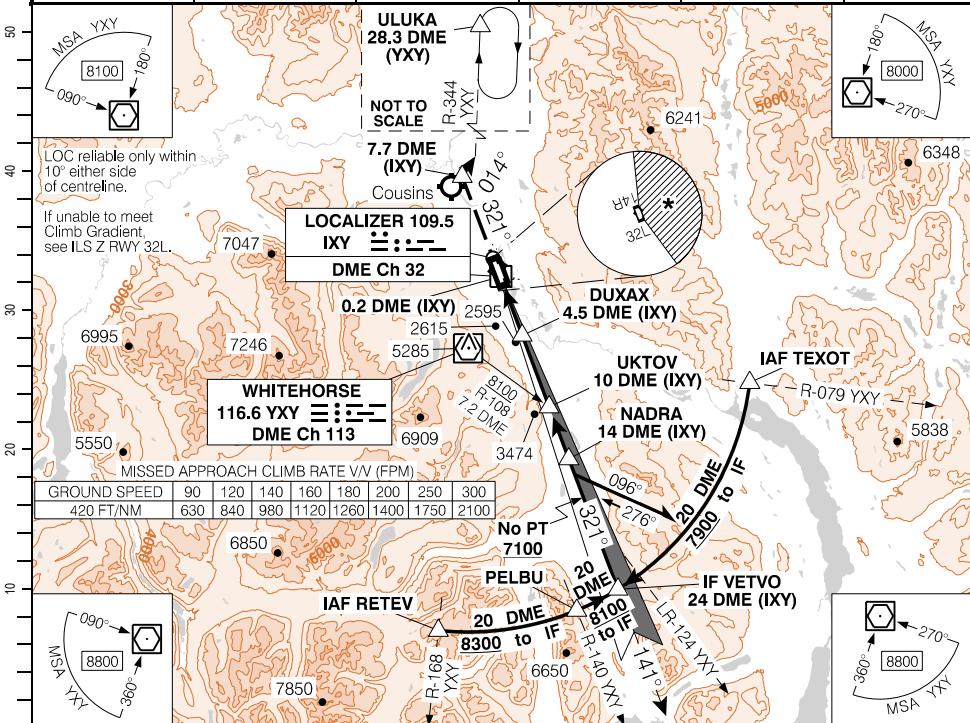 50
MSA YXY
8100
090°
180°
ULUKA
28.3 DME
(YXY)
R-344
YXY
NOT TO
SCALE
MSA YXY
180°
8000
270°
5000
6241
6348
LOC reliable only within
10° either side
of centreline.
If unable to meet
Climb Gradient,
see ILS Z RWY 32L.
40
7.7 DME
(IXY)
Cousins
014°
321°
14R
32L
*
LOCALIZER 109.5
IXY
DME Ch 32
7047
5000
30
0.2 DME (IXY)
2595
2615
5285
DUXAX
4.5 DME (IXY)
6995
7246
UKTOV
10 DME (IXY)
IAF TEXOT
R-079 YXY
WHITEHORSE
116.6 YXY
DME Ch 113
8100
R-108
7.2 DME
NADRA
14 DME (IXY)
6909
3474
5838
20
5550
MISSED APPROACH CLIMB RATE V/V (FPM)
GROUND SPEED 90 120 140 160 180 200 250 300
420 FT/NM 630 840 980 1120 1260 1400 1750 2100
096°
276°
20 DME
7900 to IF
No PT
7100
321°
4000
6850
6000
10
PELBU
20
DME
8100
to IF
IF VETVO
24 DME (IXY)
IAF RETEV
20 DME
8300 to IF
LR-124 YXY
R-140 YXY
141°
R-168
YXY
6650
7850
090°
8800
MSA YXY
360°
270°
8800
360°
MSA YXY